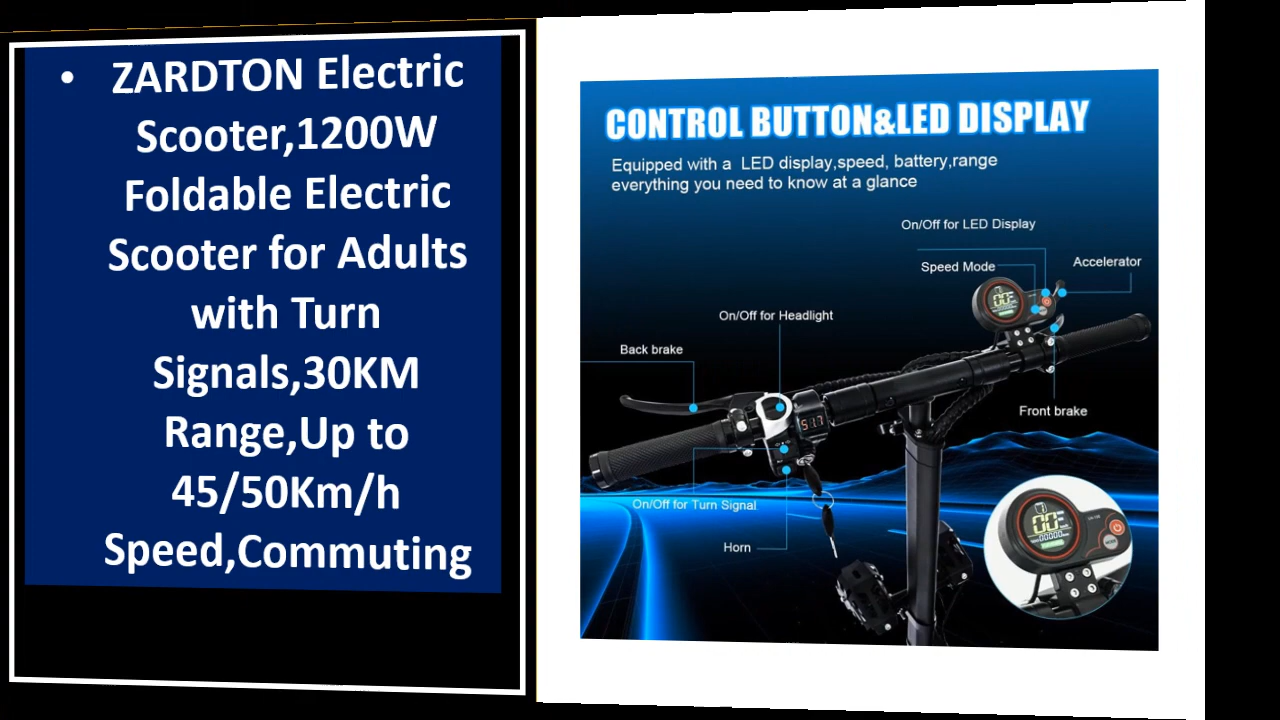 • ZARDTON Electric
Scooter,1200W
Foldable Electric
Scooter for Adults
with Turn
Signals,30KM
Range,Up to
45/50Km/h
Speed,Commuting
CONTROL BUTTON&LED DISPLAY
Equipped with a LED display,speed, battery,range
everything you need to know at a glance
On/Off for LED Display
Speed Mode
Accelerator
On/Off for Headlight
Back brake
Front brake
On/Off for Turn Signal
Horn
00
MODE